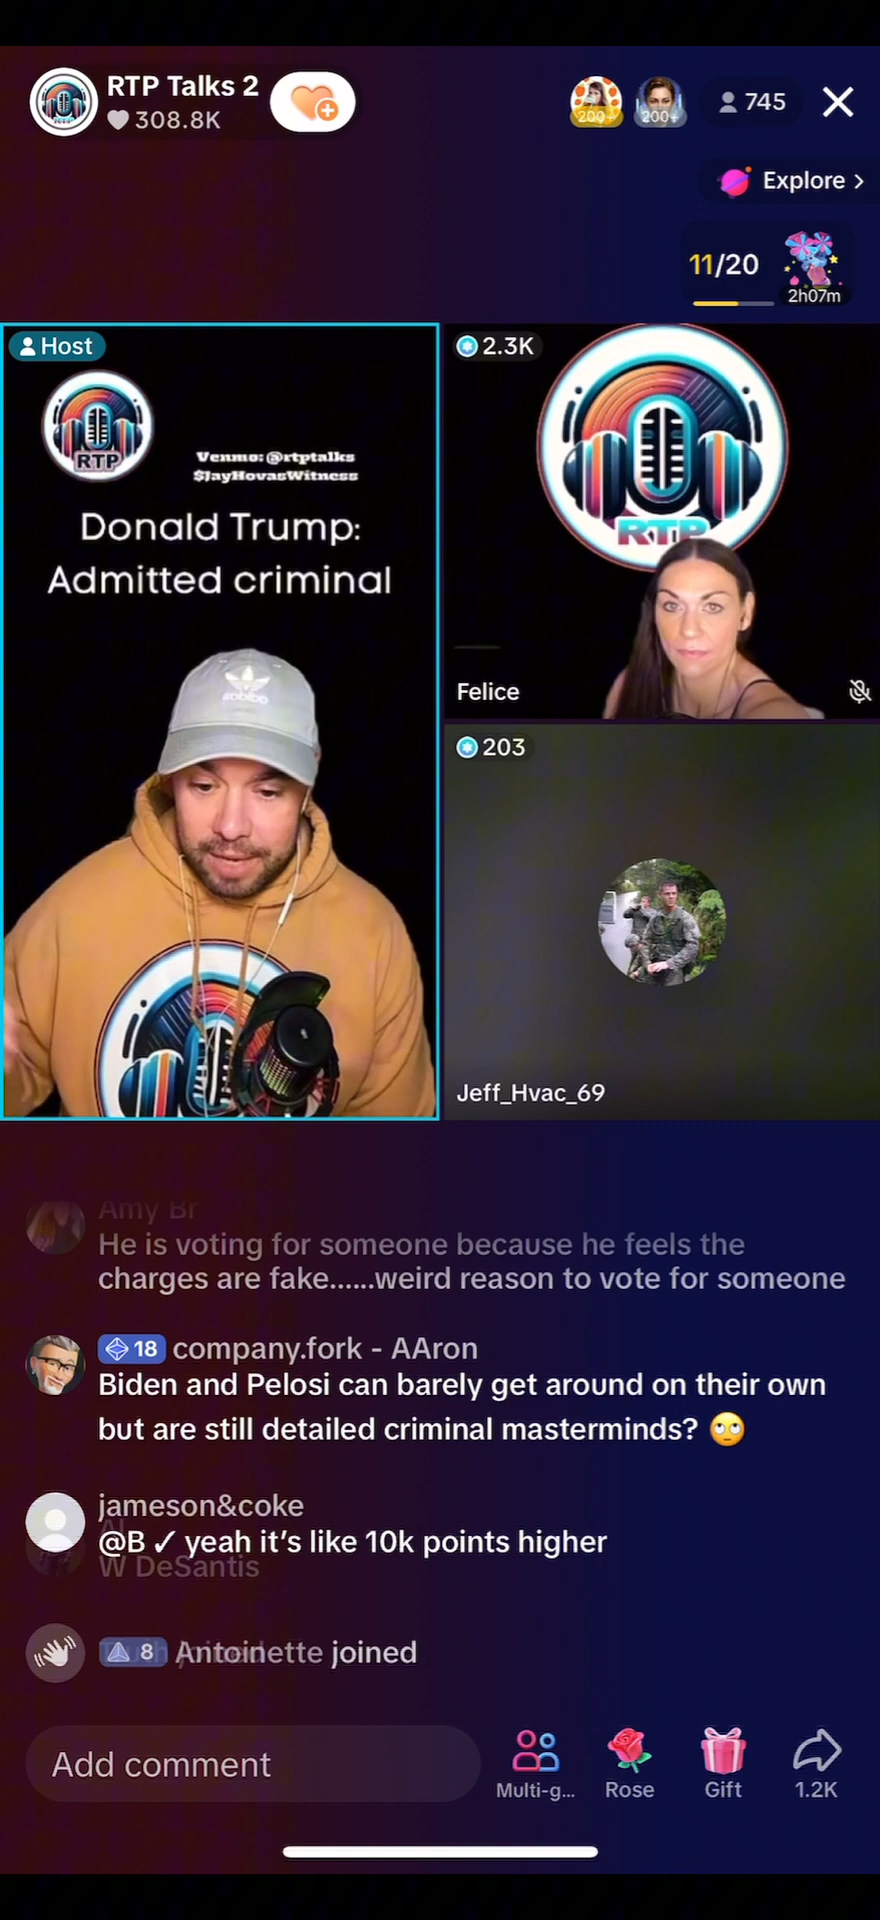 RTP Talks 2
308.8K
200+
200+
745
Explore >
11/20
2h07m
Host
RTP
Venmo: @rtptalks
$JayHovasWitness
Donald Trump:
Admitted criminal
2.3K
RTP
Felice
203
Jeff_Hvac_69
Amy Br
He is voting for someone because he feels the
charges are fake......weird reason to vote for someone
18 company.fork - AAron
Biden and Pelosi can barely get around on their own
but are still detailed criminal masterminds? 🙄
jameson&coke
@B ✓ yeah it’s like 10k points higher
W DeSantis
8 Antoinette joined
Add comment
Multi-g...
Rose
Gift
1.2K